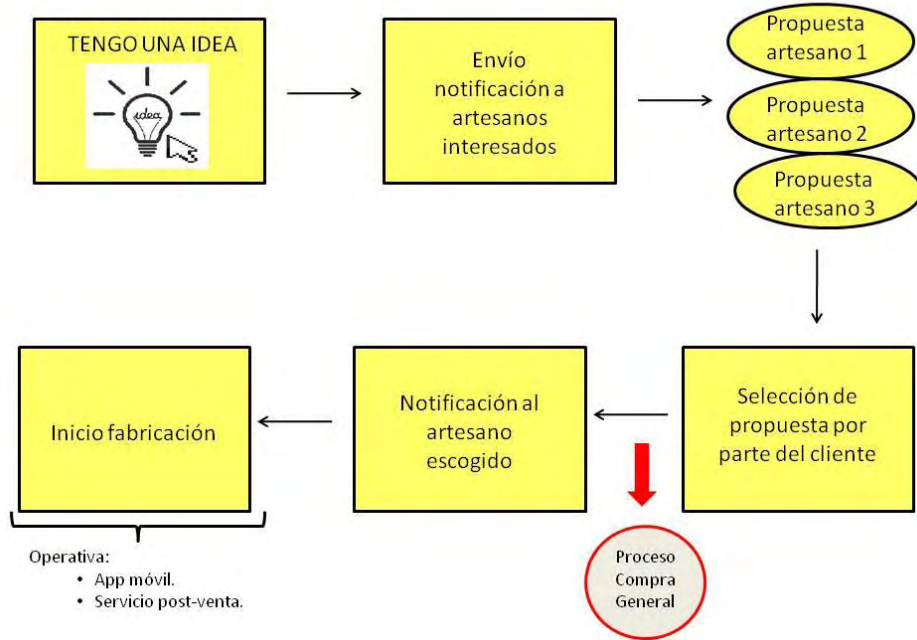 TENGO UNA IDEA
idea
Envío
notificación a
artesanos
interesados
Propuesta
artesano 1
Propuesta
artesano 2
Propuesta
artesano 3
Selección de
propuesta por
parte del cliente
Notificación al
artesano
escogido
Inicio fabricación
Proceso
Compra
General
Operativa:
• App móvil.
• Servicio post-venta.